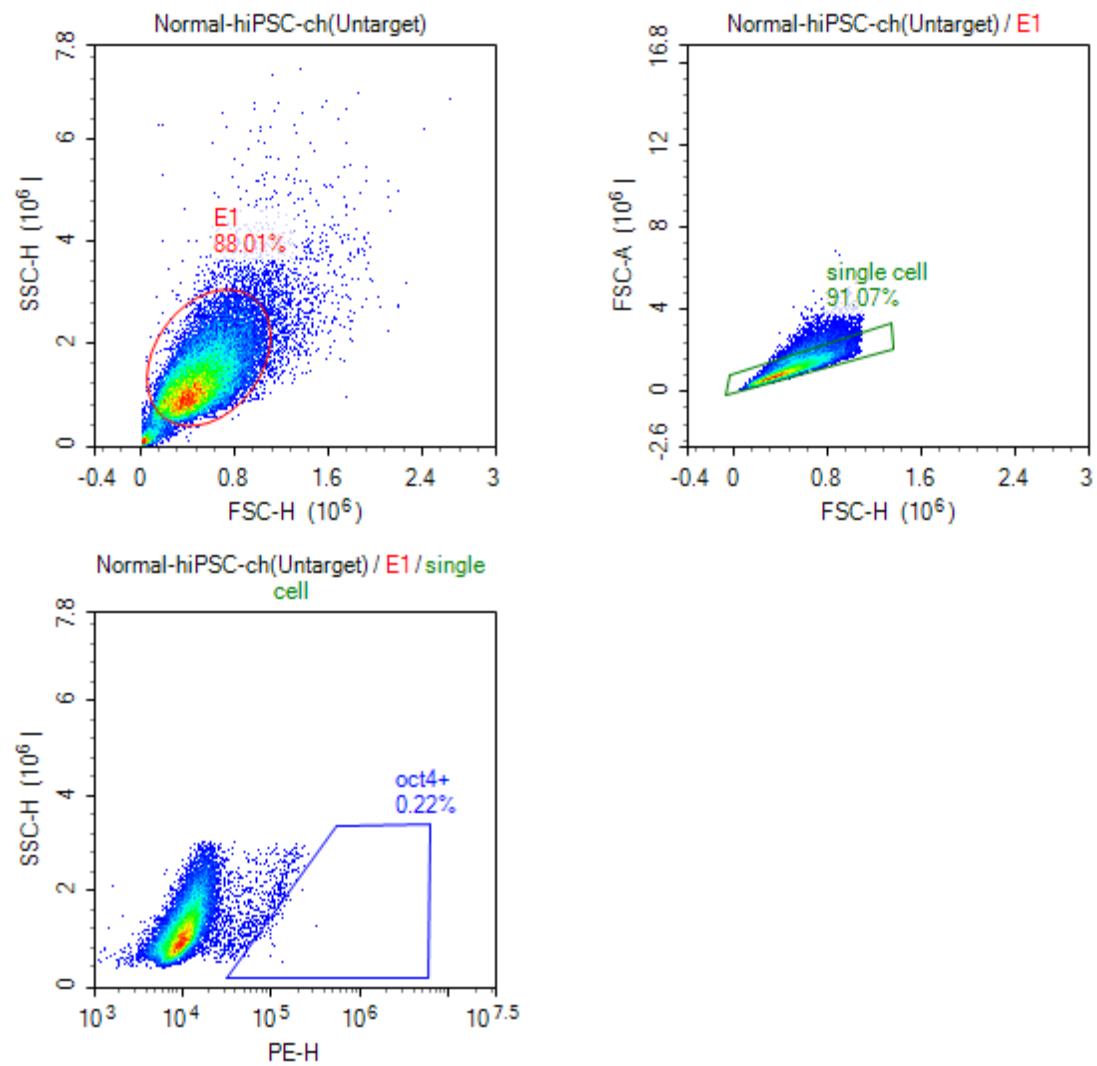 Normal-hiPSC-ch(Untarget)
7.8
6
4
2
0
SSC-H (10⁶ |
E1
88.01%
-0.4 0 0.8 1.6 2.4 3
FSC-H (10⁶)
Normal-hiPSC-ch(Untarget) / E1
16.8
12
8
4
0
-2.6
FSC-A (10⁶ |
single cell
91.07%
-0.4 0 0.8 1.6 2.4 3
FSC-H (10⁶)
Normal-hiPSC-ch(Untarget) / E1 / single
cell
7.8
6
4
2
0
SSC-H (10⁶ |
oct4+
0.22%
10³ 10⁴ 10⁵ 10⁶ 10⁷·⁵
PE-H